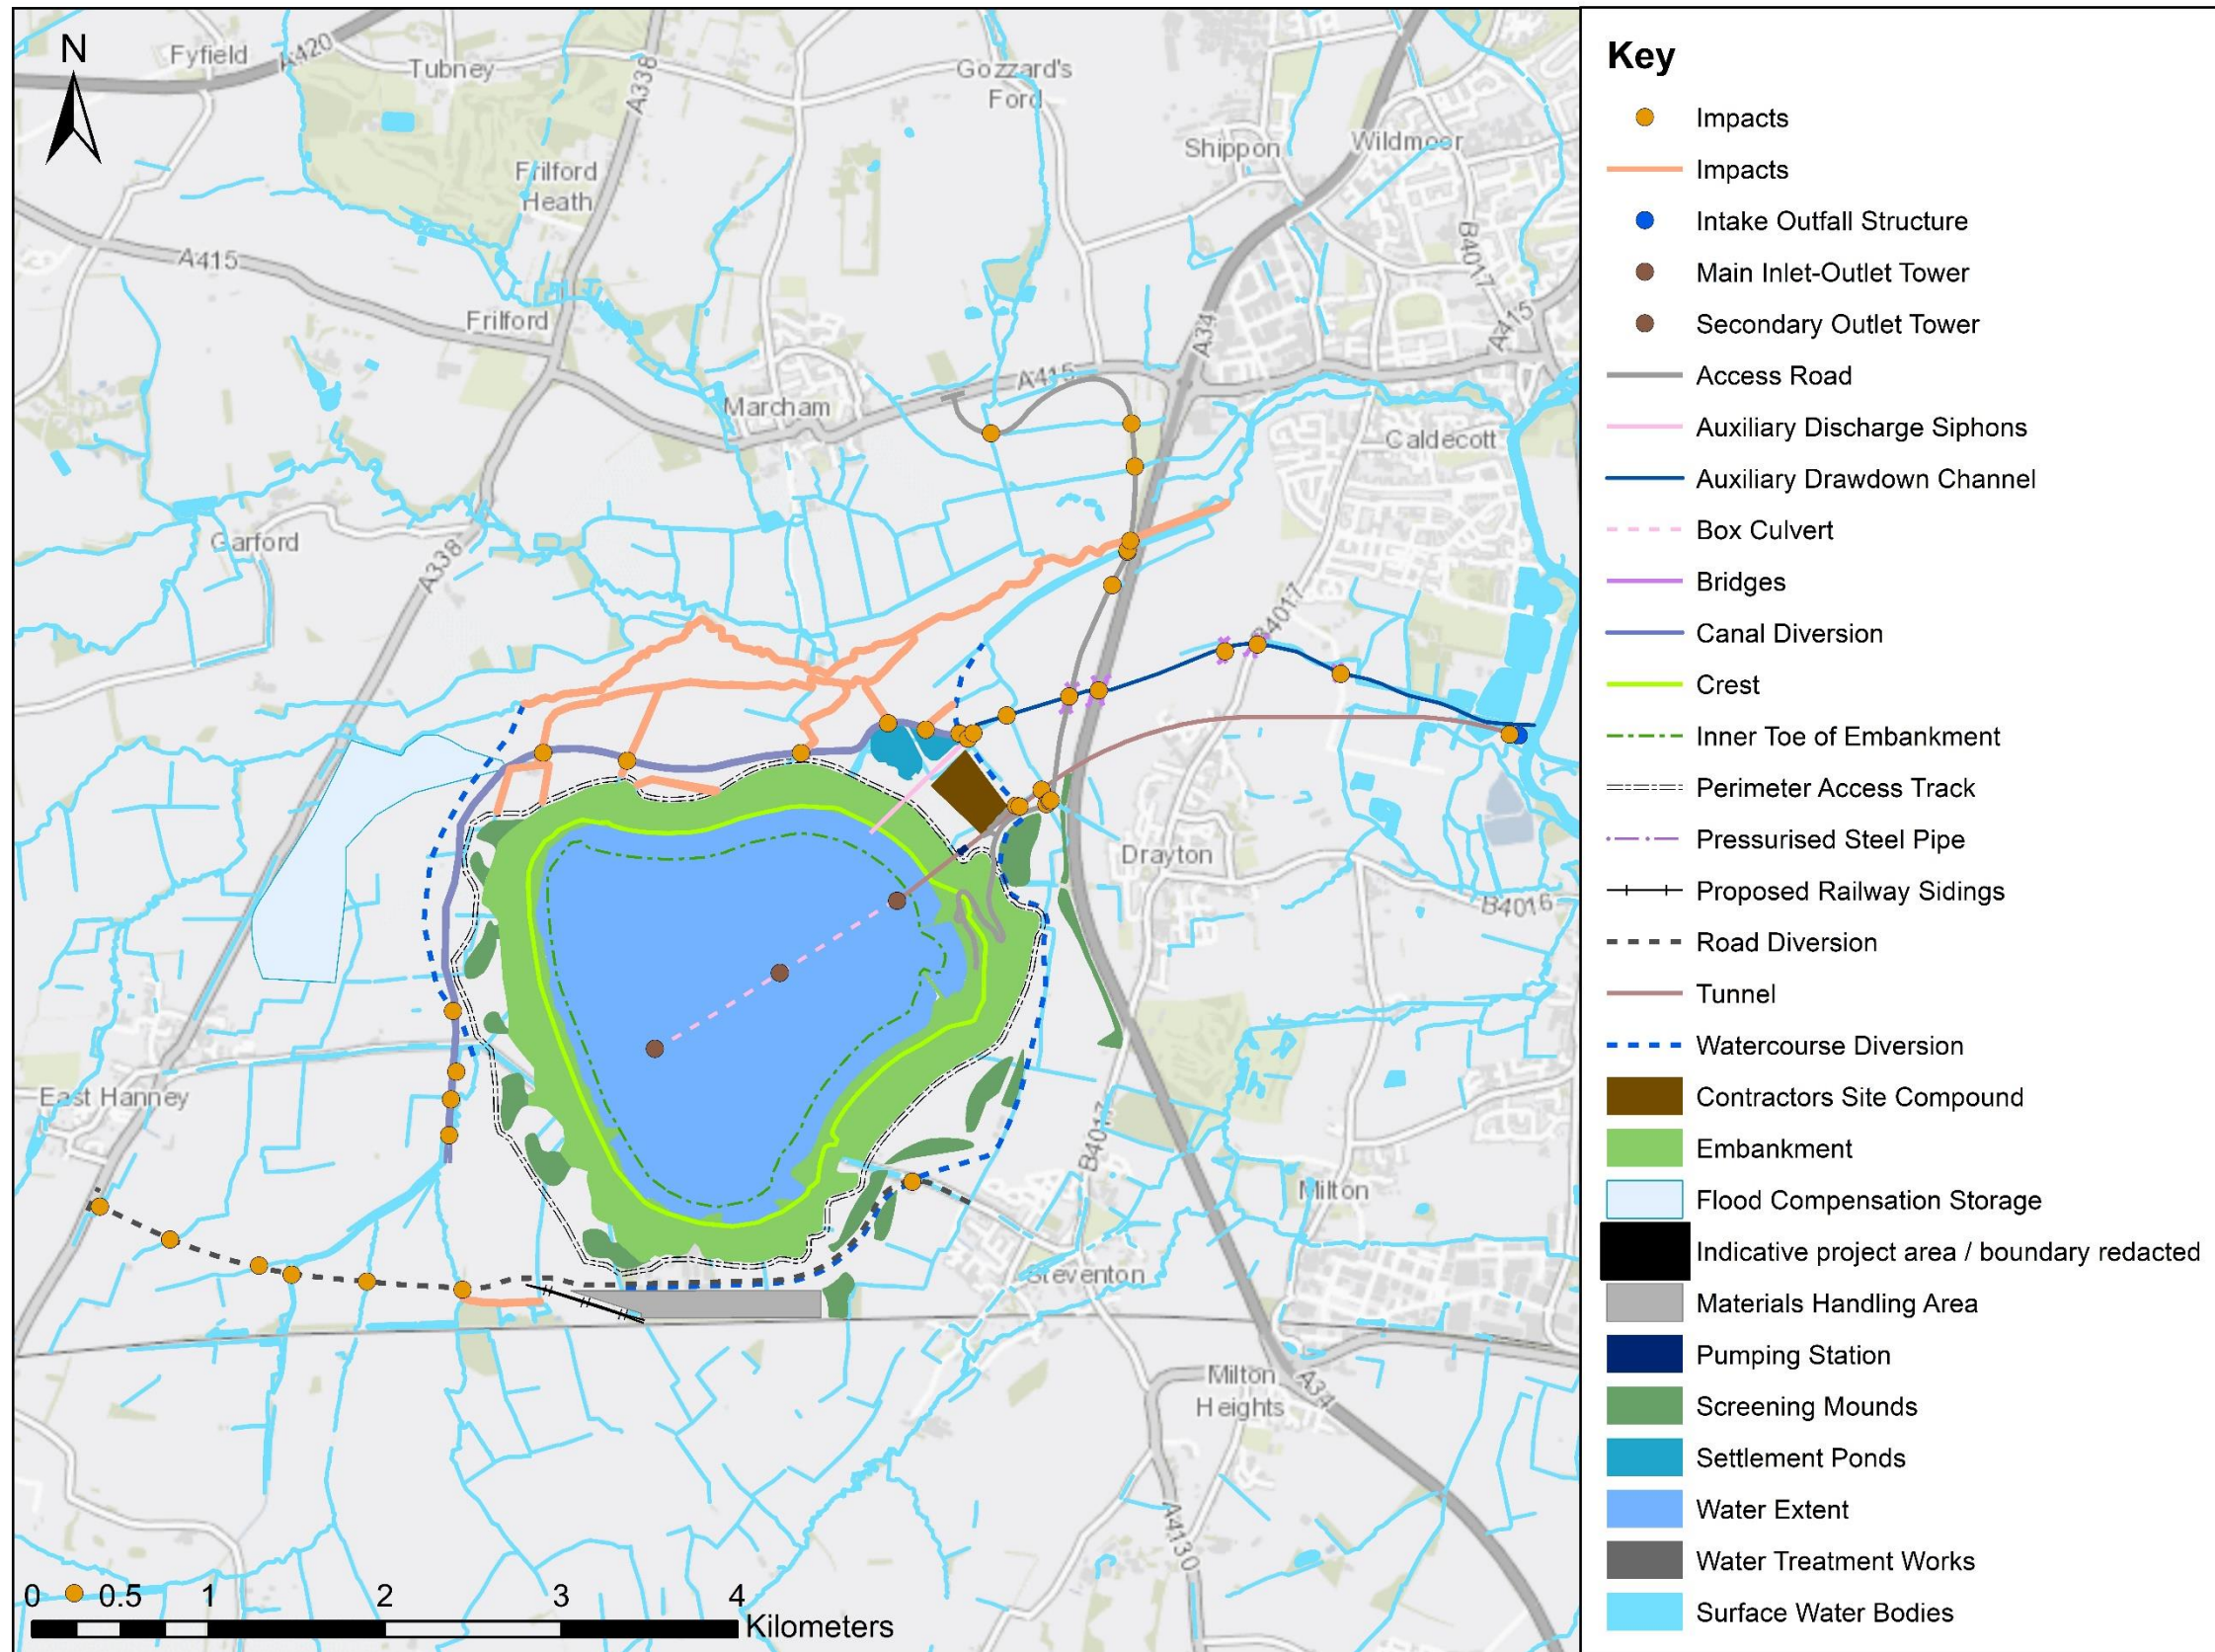 N
Fyfield
A420
Tubney
A338
Gozzard's
Ford
Shippon
Wildmoor
Frilford
Heath
B4017
A415
Frilford
A34
A415
A415
Marcham
Caldecott
Garford
A338
B4017
Drayton
B4016
East Hanney
B4017
Milton
Steventon
Milton
Heights
A34
A4130
0 0.5 1 2 3 4
Kilometers
Key
Impacts
Impacts
Intake Outfall Structure
Main Inlet-Outlet Tower
Secondary Outlet Tower
Access Road
Auxiliary Discharge Siphons
Auxiliary Drawdown Channel
Box Culvert
Bridges
Canal Diversion
Crest
Inner Toe of Embankment
Perimeter Access Track
Pressurised Steel Pipe
Proposed Railway Sidings
Road Diversion
Tunnel
Watercourse Diversion
Contractors Site Compound
Embankment
Flood Compensation Storage
Indicative project area / boundary redacted
Materials Handling Area
Pumping Station
Screening Mounds
Settlement Ponds
Water Extent
Water Treatment Works
Surface Water Bodies